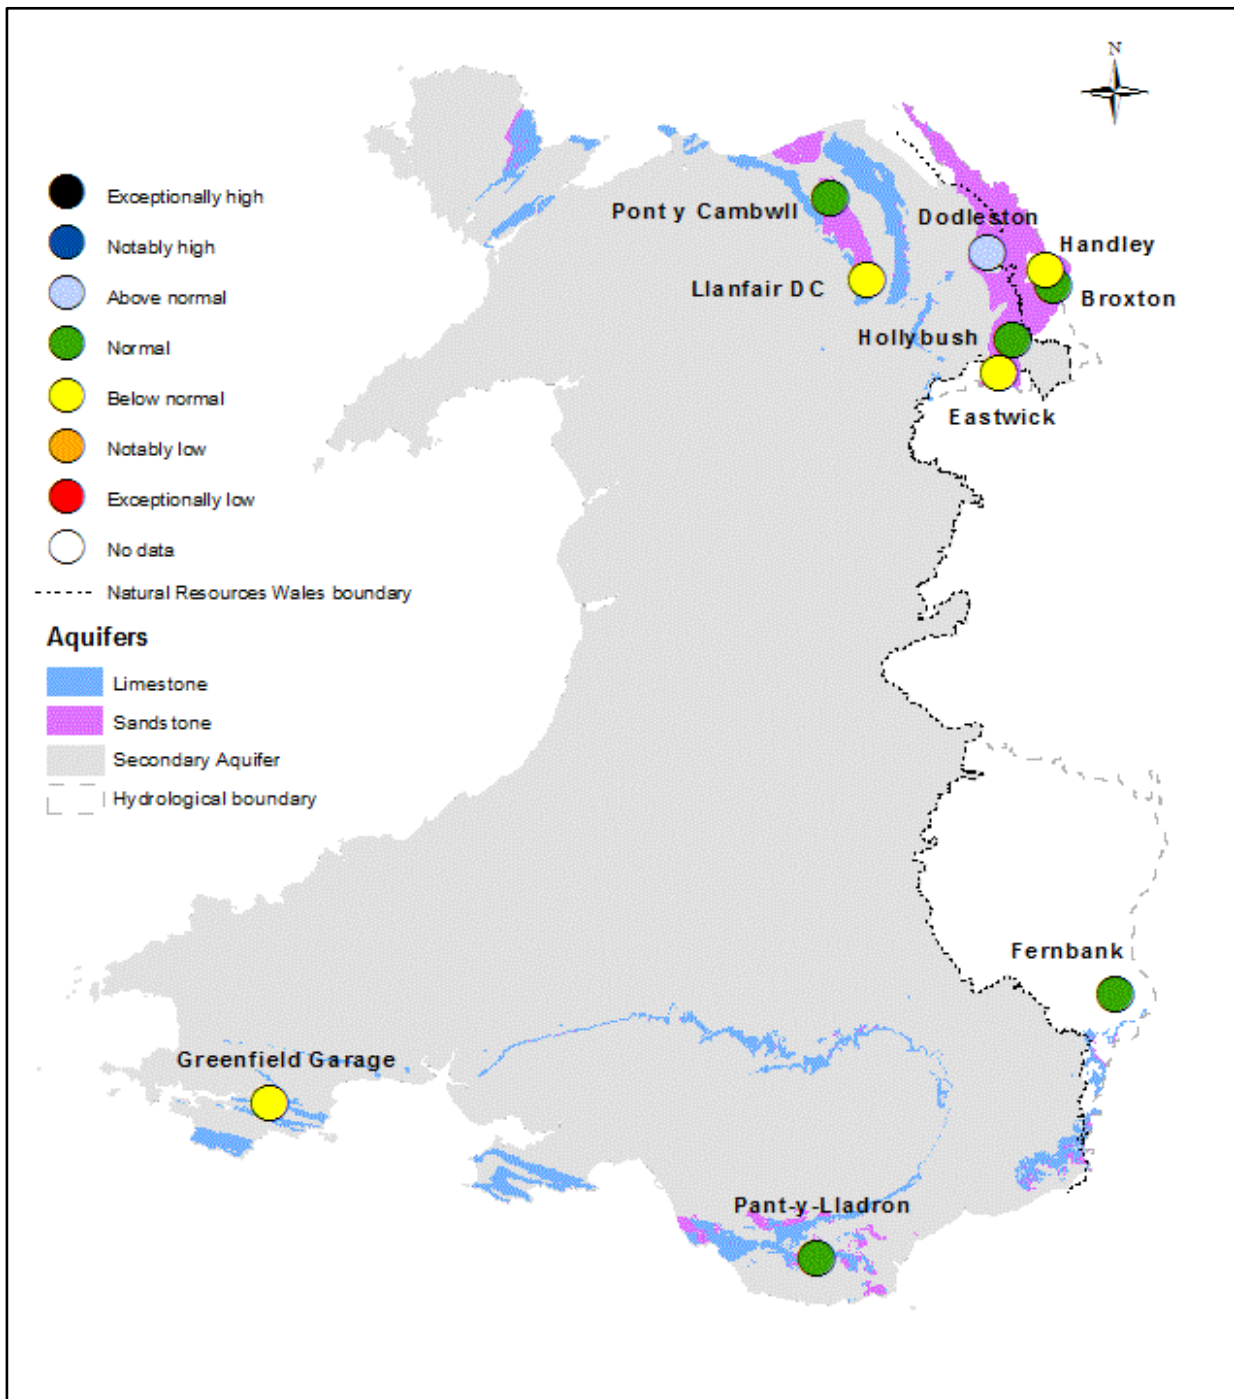 N
Exceptionally high
Notably high
Above normal
Normal
Below normal
Notably low
Exceptionally low
No data
Natural Resources Wales boundary
Aquifers
Limestone
Sandstone
Secondary Aquifer
Hydrological boundary
Pont y Cambwll
Dodleston
Handley
Llanfair DC
Broxton
Hollybush
Eastwick
Fernbank
Greenfield Garage
Pant-y-Lladron